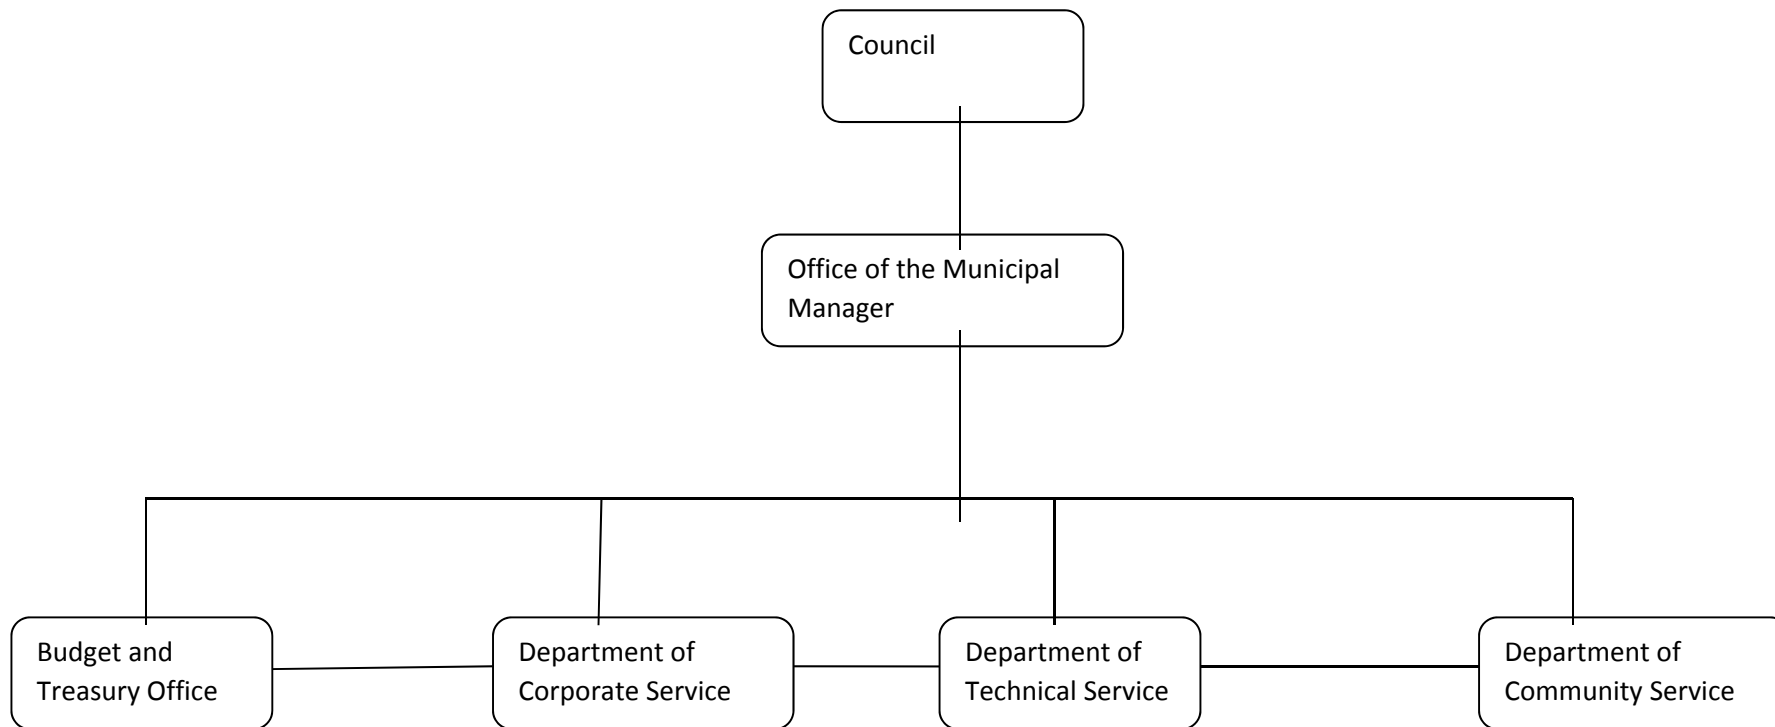 Council
Office of the Municipal
Manager
Budget and
Treasury Office
Department of
Corporate Service
Department of
Technical Service
Department of
Community Service